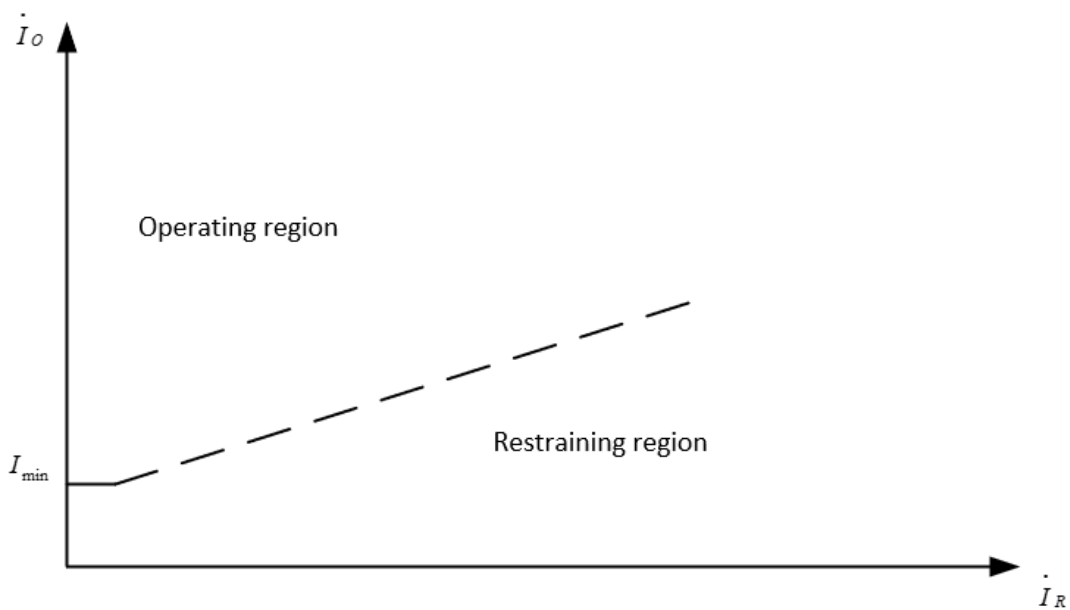 İ_O
Operating region
Restraining region
I_min
İ_R